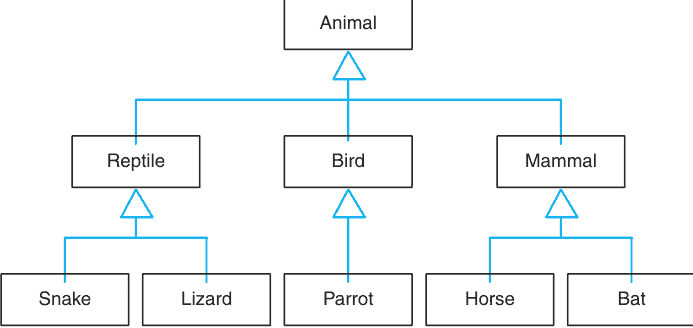 Animal
Reptile
Bird
Mammal
Snake
Lizard
Parrot
Horse
Bat